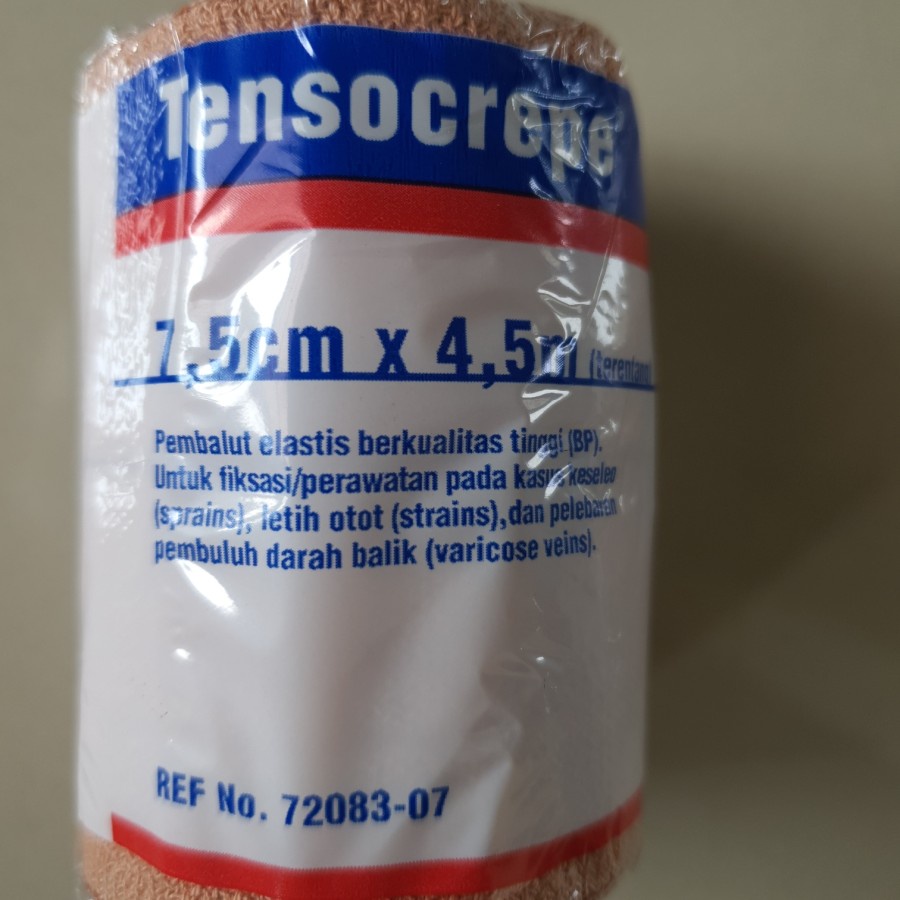 Tensocrepe
7,5cm x 4,5m
Pembalut elastis berkualitas tinggi (BP).
Untuk fiksasi/perawatan pada kasus keseleo
(sprains), letih otot (strains),dan pelebaran
pembuluh darah balik (varicose veins).
REF No. 72083-07